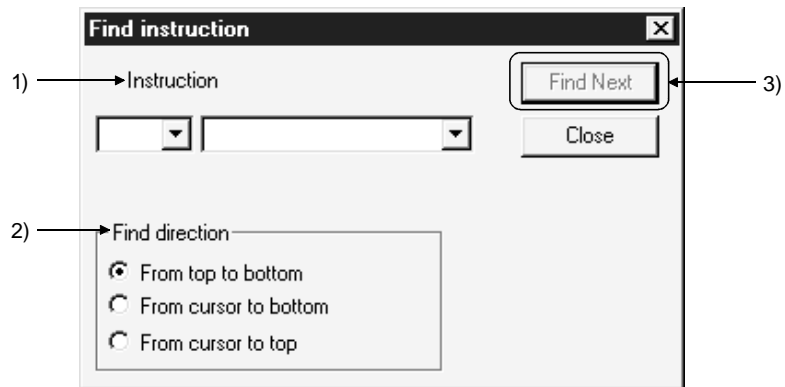 Find instruction
1)
Instruction
Find Next
3)
Close
2)
Find direction
From top to bottom
From cursor to bottom
From cursor to top